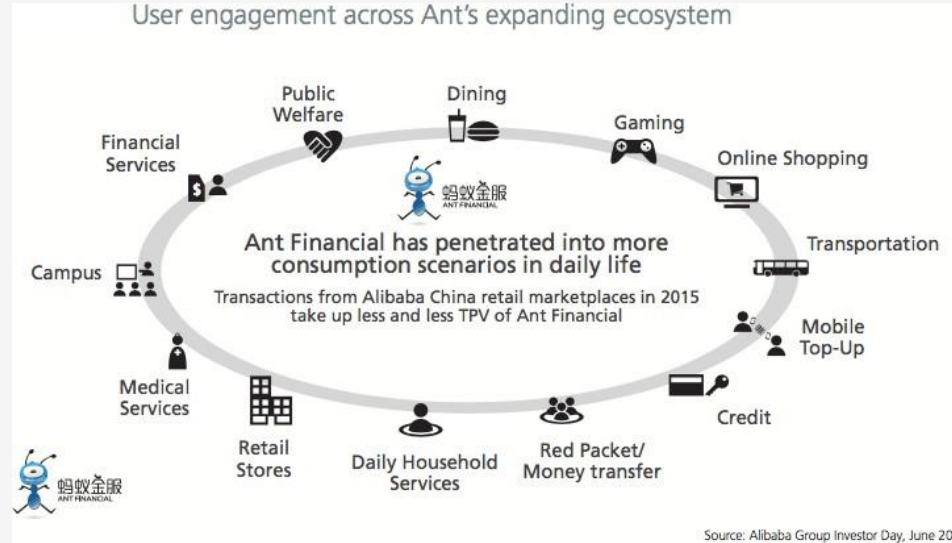 User engagement across Ant's expanding ecosystem
Public
Welfare
Dining
Gaming
Financial
Services
Online Shopping
蚂蚁金服
ANT FINANCIAL
Ant Financial has penetrated into more
consumption scenarios in daily life
Transportation
Campus
Transactions from Alibaba China retail marketplaces in 2015
take up less and less TPV of Ant Financial
Mobile
Top-Up
Medical
Services
Credit
Retail
Stores
Daily Household
Services
Red Packet/
Money transfer
蚂蚁金服
ANT FINANCIAL
Source: Alibaba Group Investor Day, June 20